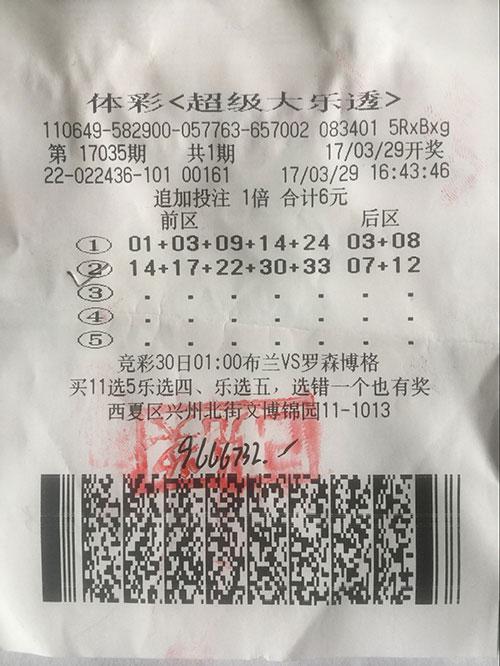 体彩<超级大乐透>
110649-582900-057763-657002 083401 5RxBxg
第 17035期 共1期 17/03/29开奖
22-022436-101 00161 17/03/29 16:43:46
追加投注 1倍 合计6元
前区 后区
① 01+03+09+14+24 03+08
② 14+17+22+30+33 07+12
③ . . . . . . .
④ . . . . . . .
⑤ . . . . . . .
竞彩30日01:00布兰VS罗森博格
买11选5乐选四、乐选五，选错一个也有奖
西夏区兴州北街文博锦园11-1013
已兑奖
9666732.